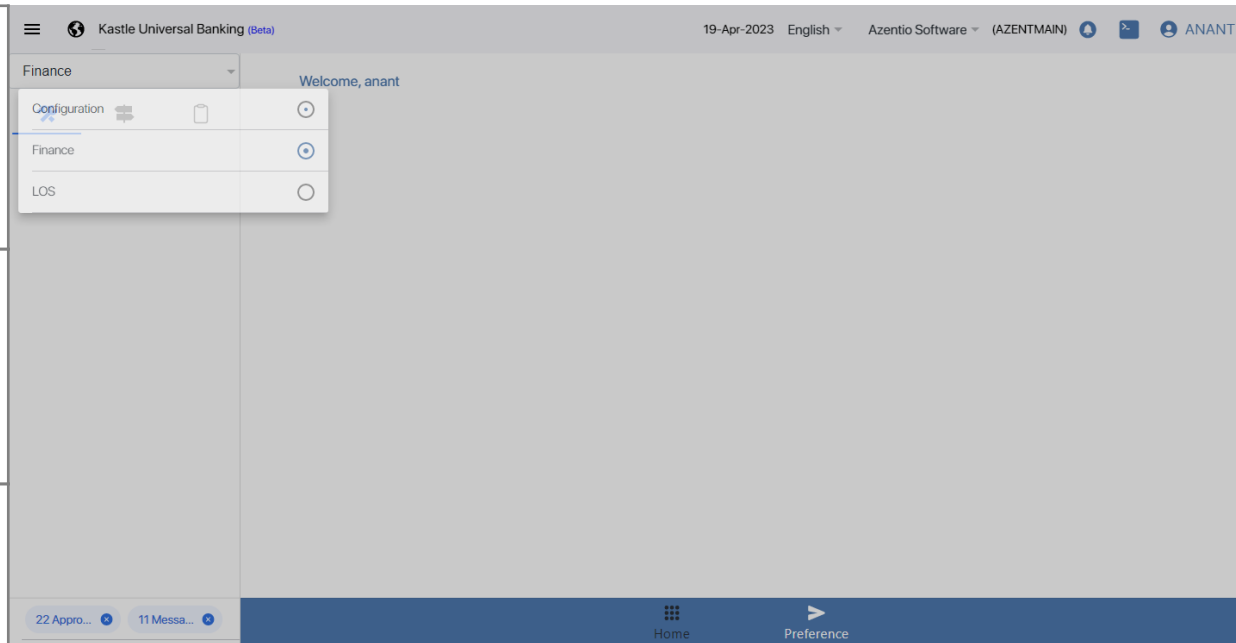 Kastle Universal Banking (Beta) 19-Apr-2023 English Azentio Software (AZENTMAIN) ANANT
Finance
Welcome, anant
Configuration
Finance
LOS
22 Appro... 11 Messa...
Home Preference